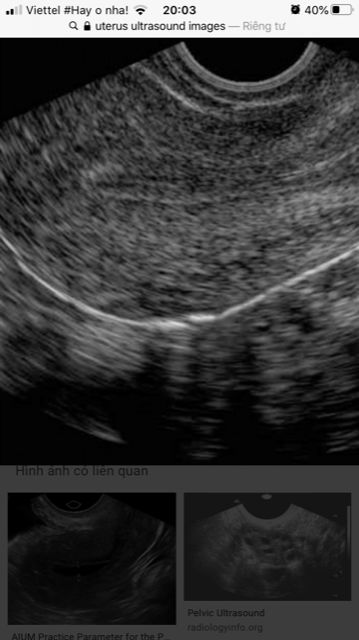 Viettel #Hay o nha! 20:03 40%
uterus ultrasound images — Riêng tư
Hình ảnh có liên quan
AIUM Practice Parameter for the P...
Pelvic Ultrasound
radiologyinfo.org